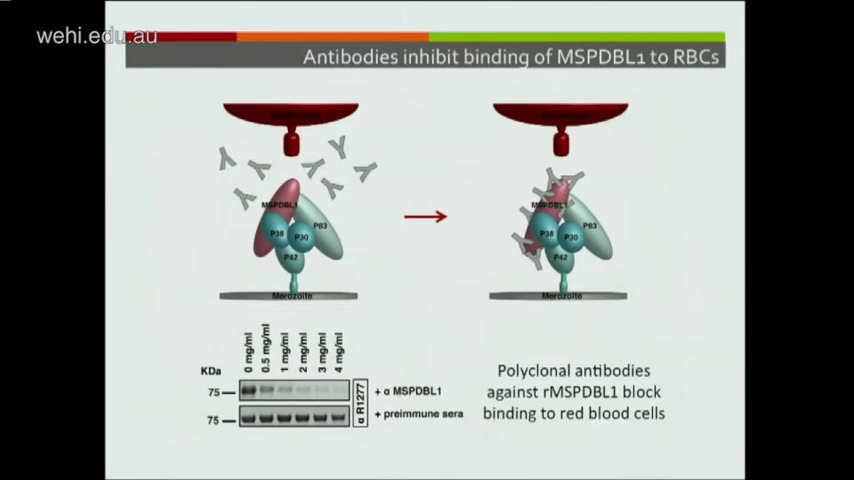 wehi.edu.au
Antibodies inhibit binding of MSPDBL1 to RBCs
MSPDBL1
P38
P30
P83
P42
Merozoite
MSPDBL1
P38
P30
P83
P42
Merozoite
0 mg/ml
0.5 mg/ml
1 mg/ml
2 mg/ml
3 mg/ml
4 mg/ml
KDa
75
75
α R1277
+ α MSPDBL1
+ preimmune sera
Polyclonal antibodies
against rMSPDBL1 block
binding to red blood cells